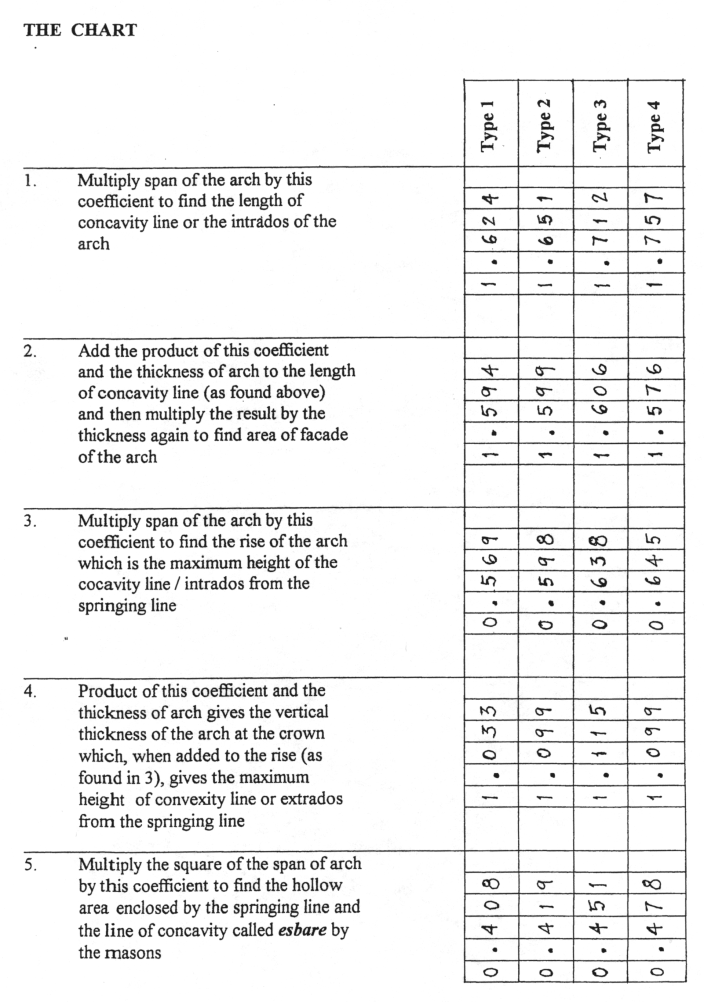 THE CHART
Type 1 Type 2 Type 3 Type 4
1. Multiply span of the arch by this
coefficient to find the length of
concavity line or the intrádos of the
arch
1.624 1.651 1.712 1.757
2. Add the product of this coefficient
and the thickness of arch to the length
of concavity line (as found above)
and then multiply the result by the
thickness again to find area of facade
of the arch
1.594 1.599 1.606 1.576
3. Multiply span of the arch by this
coefficient to find the rise of the arch
which is the maximum height of the
cocavity line / intrados from the
springing line
0.569 0.598 0.638 0.645
4. Product of this coefficient and the
thickness of arch gives the vertical
thickness of the arch at the crown
which, when added to the rise (as
found in 3), gives the maximum
height of convexity line or extrados
from the springing line
1.033 1.099 1.115 1.099
5. Multiply the square of the span of arch
by this coefficient to find the hollow
area enclosed by the springing line and
the line of concavity called esbare by
the masons
0.408 0.419 0.451 0.478